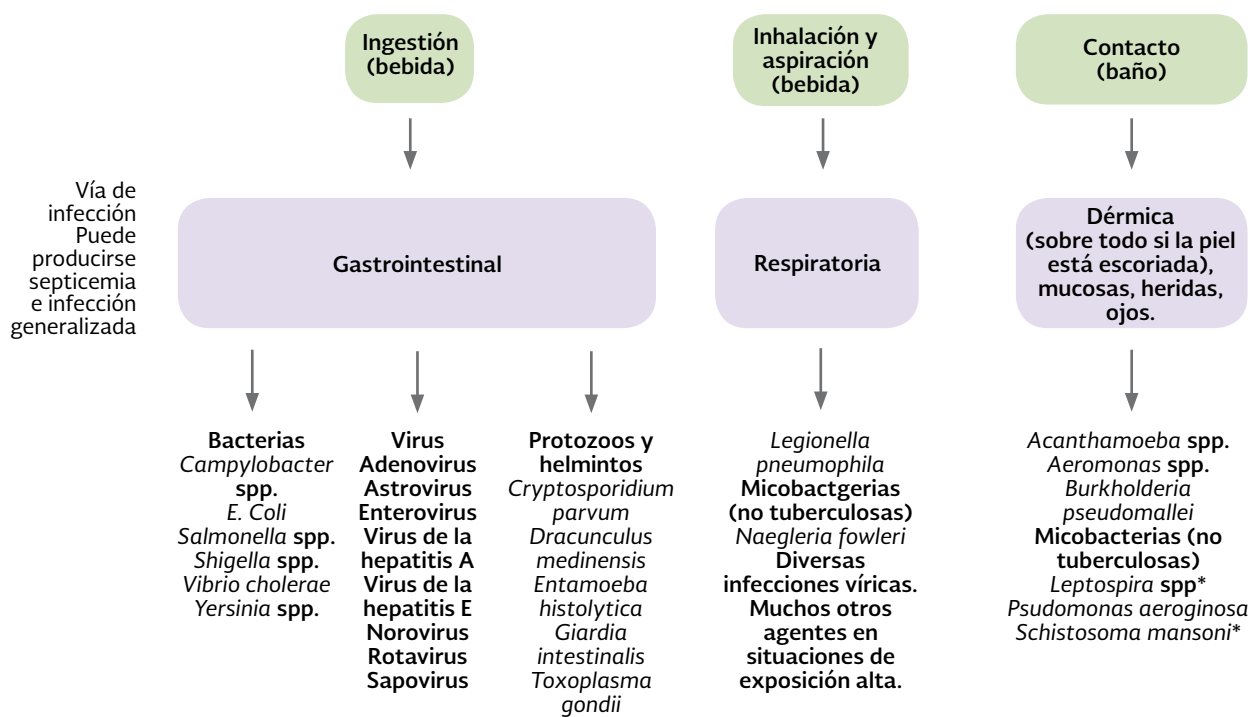 Ingestión
(bebida)
Inhalación y
aspiración
(bebida)
Contacto
(baño)
Vía de
infección
Puede
producirse
septicemia
e infección
generalizada
Gastrointestinal
Respiratoria
Dérmica
(sobre todo si la piel
está escoriada),
mucosas, heridas,
ojos.
Bacterias
Campylobacter
spp.
E. Coli
Salmonella spp.
Shigella spp.
Vibrio cholerae
Yersinia spp.
Virus
Adenovirus
Astrovirus
Enterovirus
Virus de la
hepatitis A
Virus de la
hepatitis E
Norovirus
Rotavirus
Sapovirus
Protozoos y
helmintos
Cryptosporidium
parvum
Dracunculus
medinensis
Entamoeba
histolytica
Giardia
intestinalis
Toxoplasma
gondii
Legionella
pneumophila
Micobactgerias
(no tuberculosas)
Naegleria fowleri
Diversas
infecciones víricas.
Muchos otros
agentes en
situaciones de
exposición alta.
Acanthamoeba spp.
Aeromonas spp.
Burkholderia
pseudomallei
Micobacterias (no
tuberculosas)
Leptospira spp*
Psudomonas aeroginosa
Schistosoma mansoni*